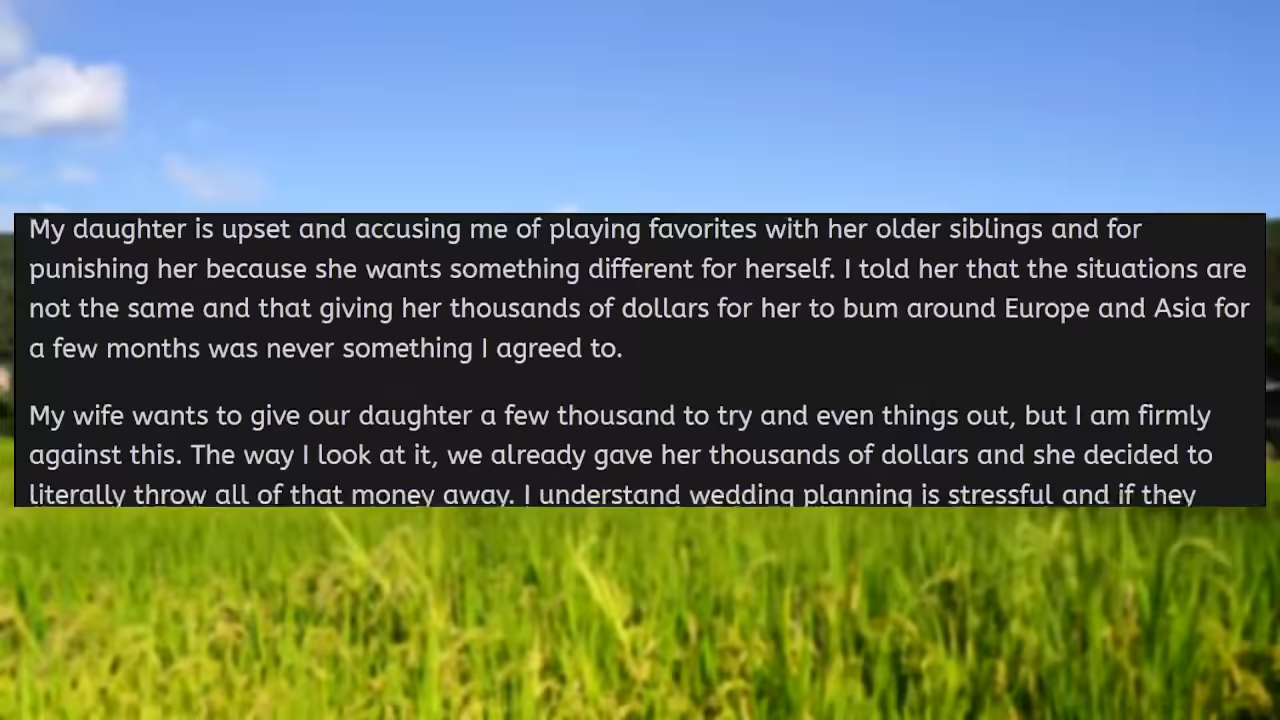 My daughter is upset and accusing me of playing favorites with her older siblings and for
punishing her because she wants something different for herself. I told her that the situations are
not the same and that giving her thousands of dollars for her to bum around Europe and Asia for
a few months was never something I agreed to.
My wife wants to give our daughter a few thousand to try and even things out, but I am firmly
against this. The way I look at it, we already gave her thousands of dollars and she decided to
literally throw all of that money away. I understand wedding planning is stressful and if they